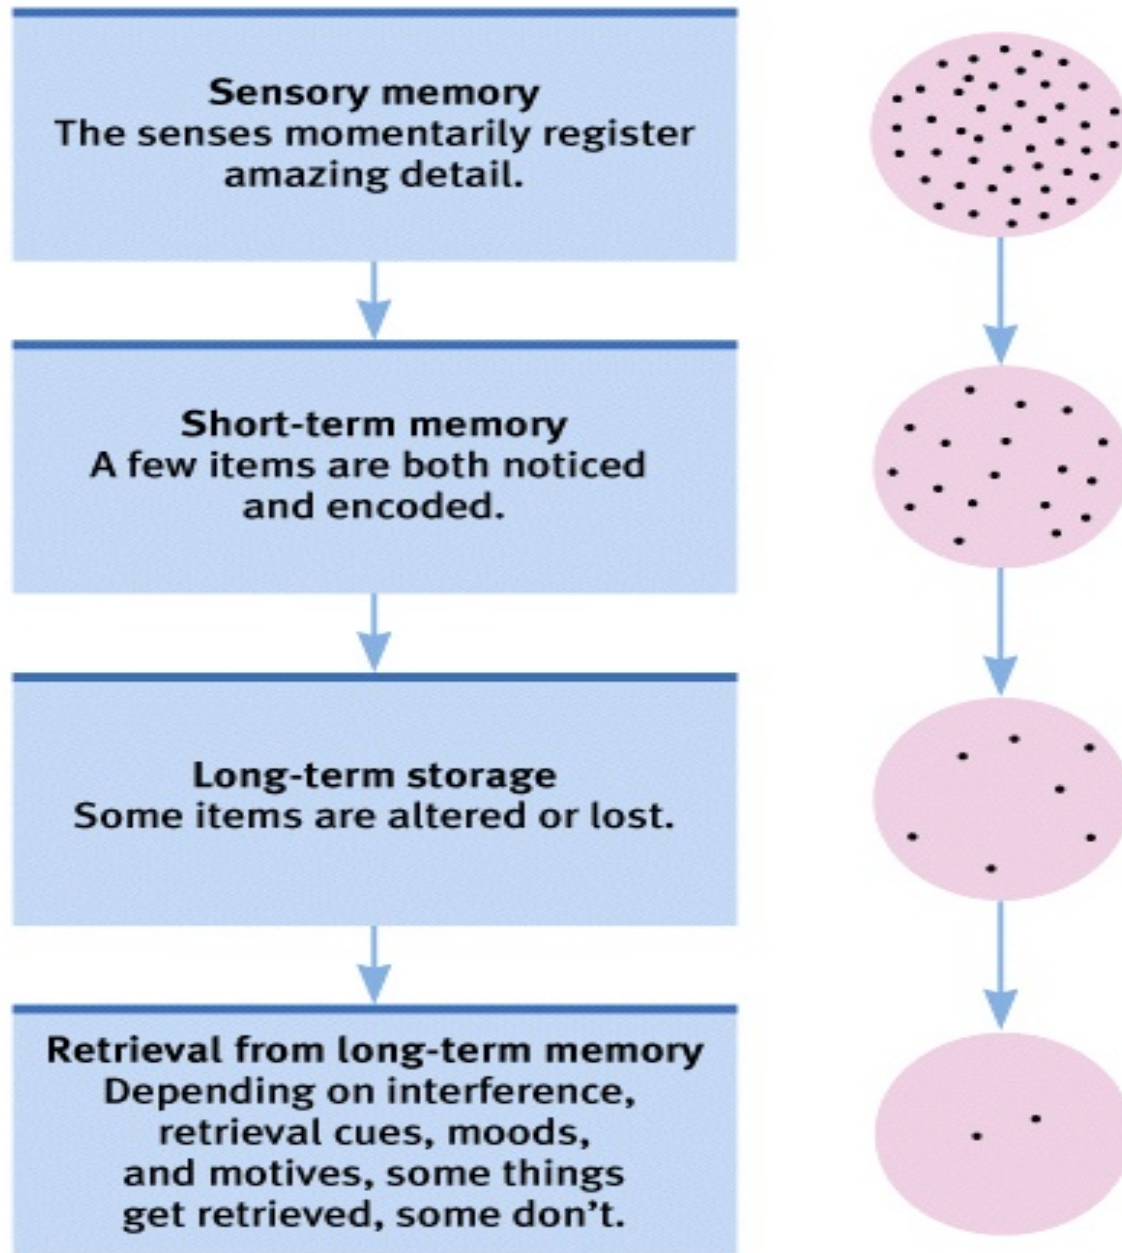 Sensory memory
The senses momentarily register
amazing detail.
Short-term memory
A few items are both noticed
and encoded.
Long-term storage
Some items are altered or lost.
Retrieval from long-term memory
Depending on interference,
retrieval cues, moods,
and motives, some things
get retrieved, some don’t.